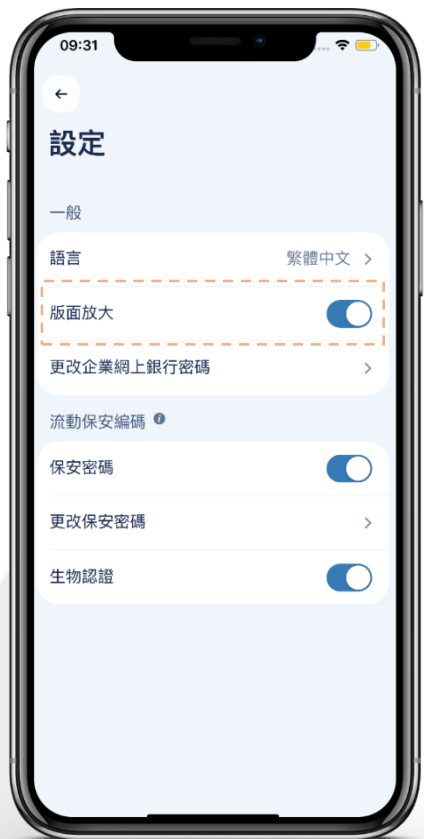 09:31
設定
一般
語言 繁體中文
版面放大
更改企業網上銀行密碼
流動保安編碼
保安密碼
更改保安密碼
生物認證